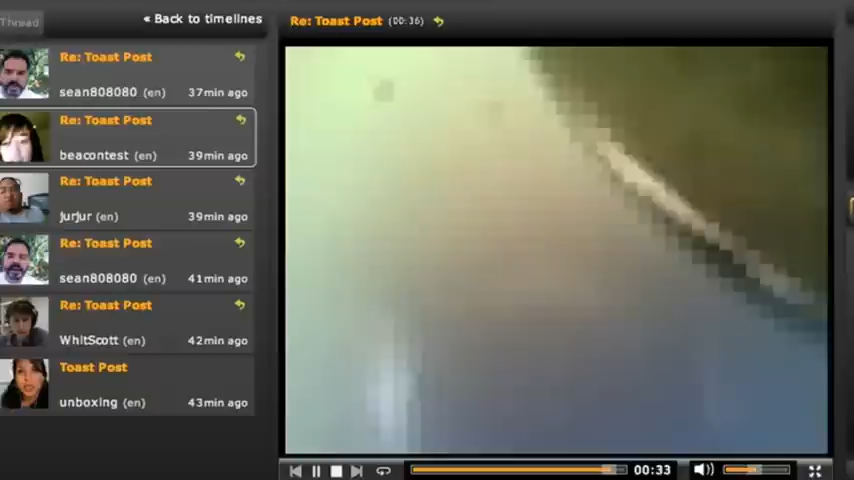 Thread
« Back to timelines
Re: Toast Post
sean808080 (en) 37min ago
Re: Toast Post
beacontest (en) 39min ago
Re: Toast Post
jurjur (en) 39min ago
Re: Toast Post
sean808080 (en) 41min ago
Re: Toast Post
WhitScott (en) 42min ago
Toast Post
unboxing (en) 43min ago
Re: Toast Post (00:36)
00:33